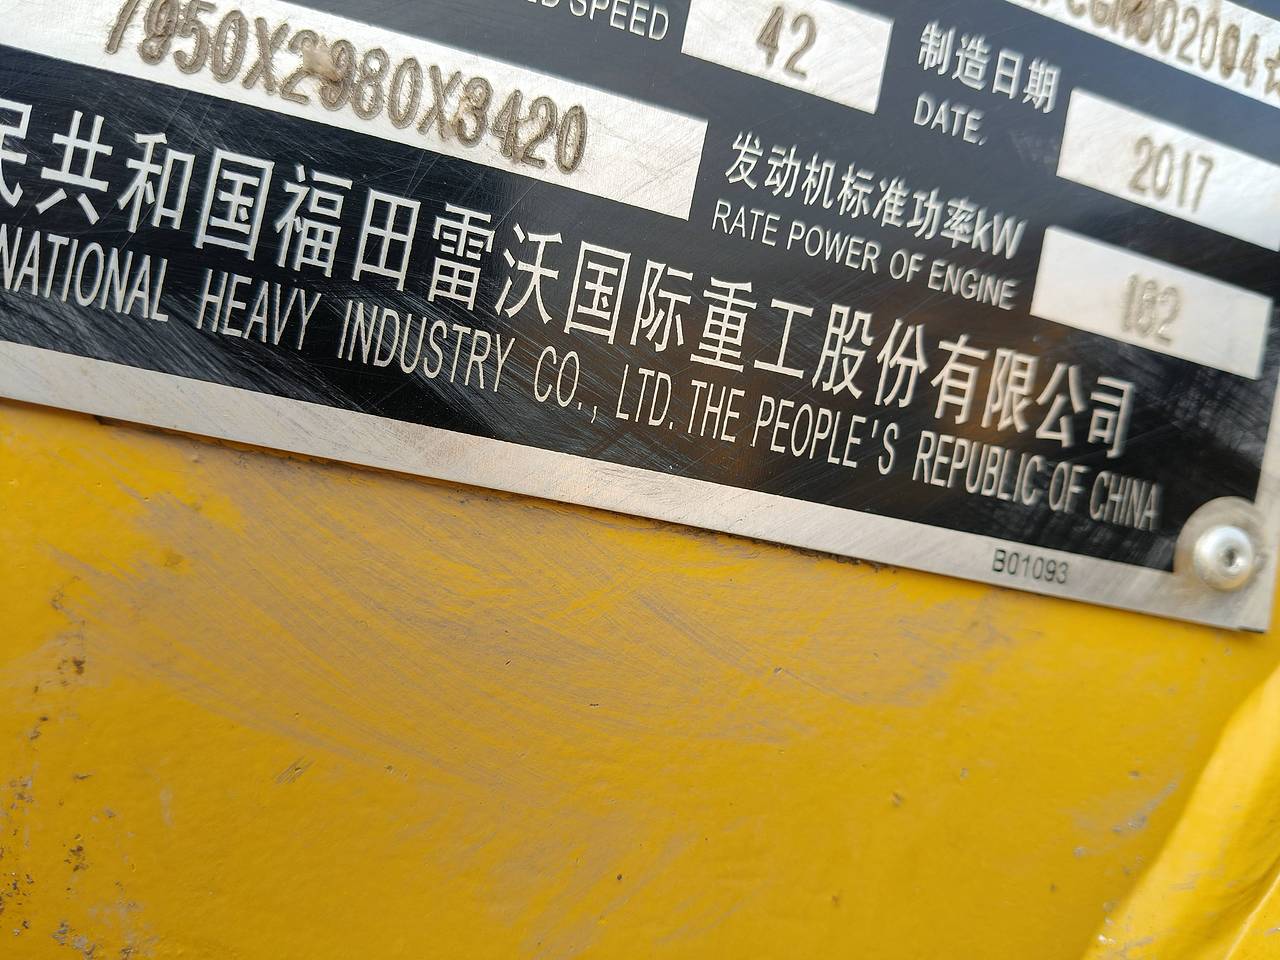 SPEED
42
制造日期
DATE.
2017
7950X2980X3420
发动机标准功率kW
RATE POWER OF ENGINE
162
民共和国福田雷沃国际重工股份有限公司
NATIONAL HEAVY INDUSTRY CO., LTD. THE PEOPLE'S REPUBLIC OF CHINA
B01093